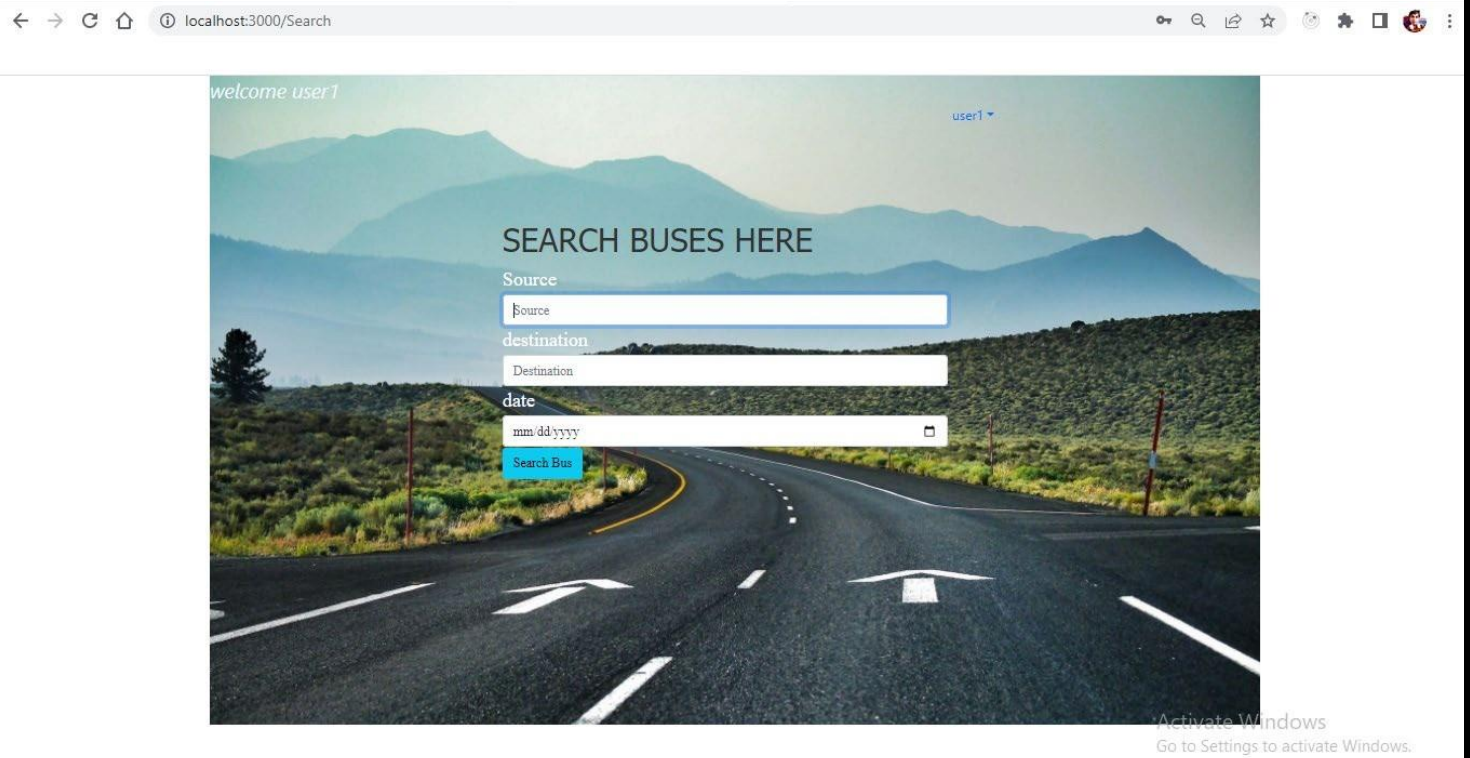 localhost:3000/Search
welcome user1
user1
SEARCH BUSES HERE
Source
Source
destination
Destination
date
mm/dd/yyyy
Search Bus
Activate Windows
Go to Settings to activate Windows.